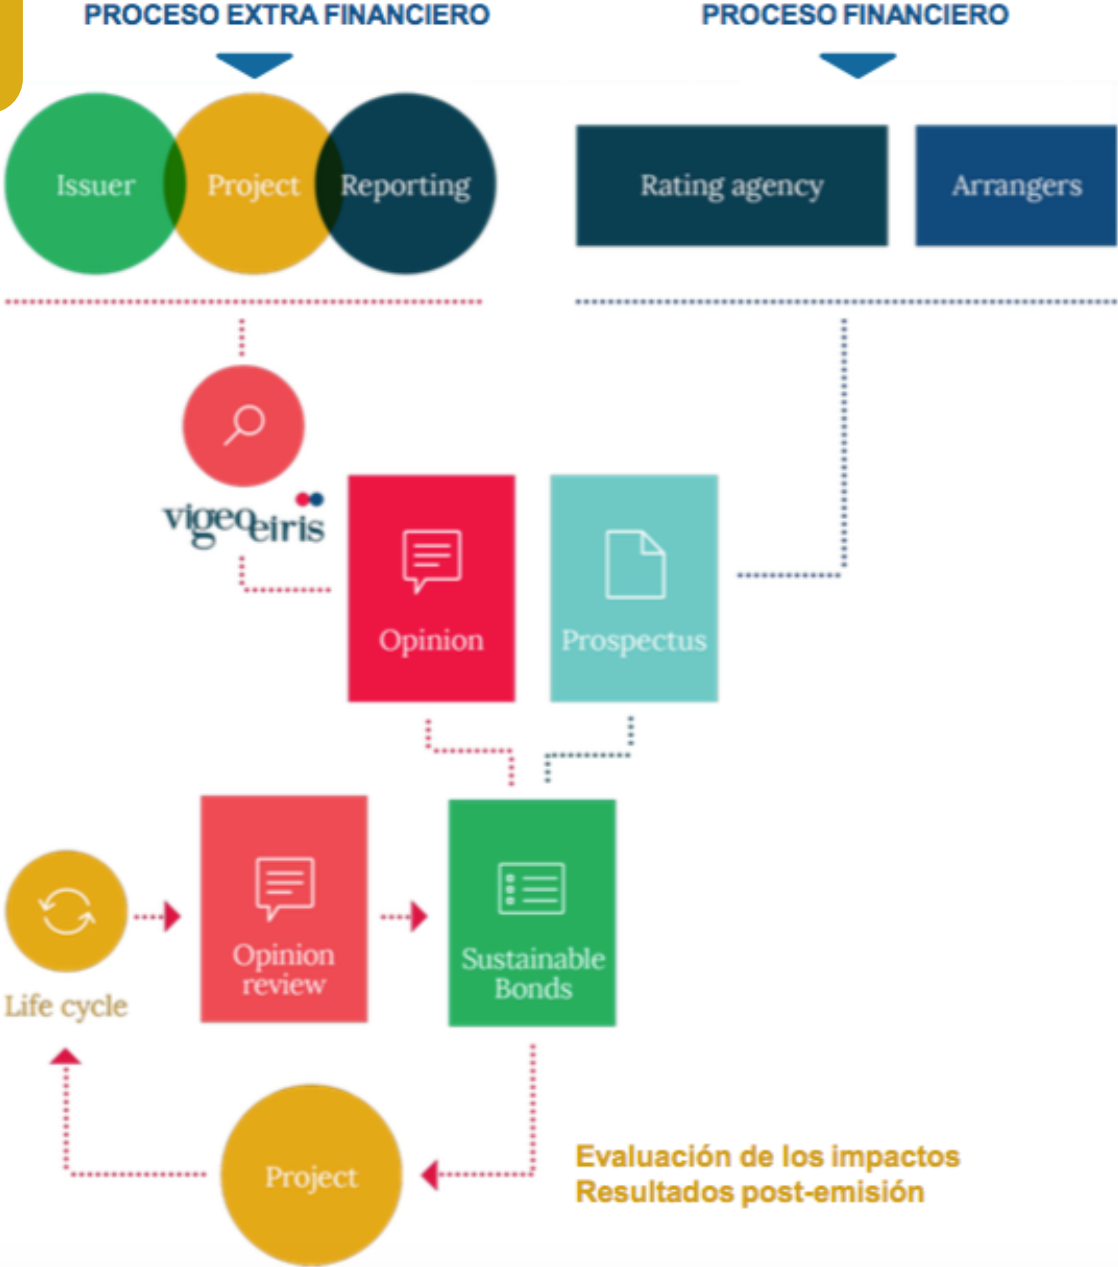 PROCESO EXTRA FINANCIERO
PROCESO FINANCIERO
Issuer
Project
Reporting
Rating agency
Arrangers
vigeoeiris
Opinion
Prospectus
Opinion
review
Sustainable
Bonds
Life cycle
Project
Evaluación de los impactos
Resultados post-emisión